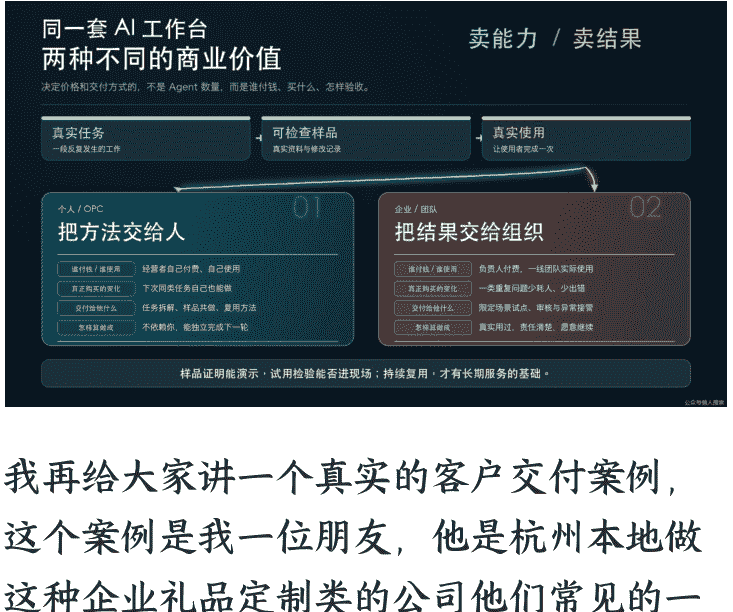 同一套 AI 工作台
两种不同的商业价值
卖能力 / 卖结果
决定价格和交付方式的，不是 Agent 数量，而是谁付钱、买什么、怎样验收。
真实任务
一段反复发生的工作
可检查样品
真实资料与修改记录
真实使用
让使用者完成一次
个人 / OPC
01
把方法交给人
谁付钱 / 谁使用
经营者自己付费、自己使用
真正购买的变化
下次同类任务自己也能做
交付给他什么
任务拆解、样品共做、复用方法
怎样算做成
不依赖你，能独立完成下一轮
企业 / 团队
02
把结果交给组织
谁付钱 / 谁使用
负责人付费，一线团队实际使用
真正购买的变化
一类重复问题少耗人、少出错
交付给他什么
限定场景试点、审核与异常接管
怎样算做成
真实用过，责任清楚，愿意继续
样品证明能演示，试用检验能否进现场；持续复用，才有长期服务的基础。
我再给大家讲一个真实的客户交付案例，
这个案例是我一位朋友，他是杭州本地做
这种企业礼品定制类的公司他们常见的一